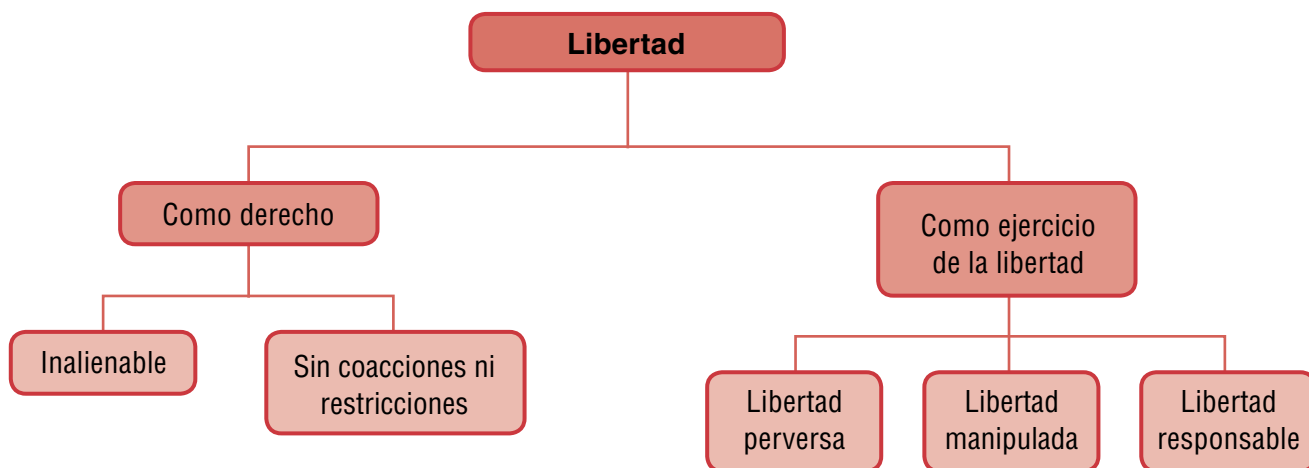 Libertad
Como derecho
Como ejercicio
de la libertad
Inalienable
Sin coacciones ni
restricciones
Libertad
perversa
Libertad
manipulada
Libertad
responsable